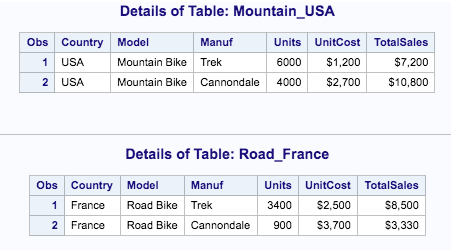 Details of Table: Mountain_USA
Obs Country Model Manuf Units UnitCost TotalSales
1 USA Mountain Bike Trek 6000 $1,200 $7,200
2 USA Mountain Bike Cannondale 4000 $2,700 $10,800
Details of Table: Road_France
Obs Country Model Manuf Units UnitCost TotalSales
1 France Road Bike Trek 3400 $2,500 $8,500
2 France Road Bike Cannondale 900 $3,700 $3,330